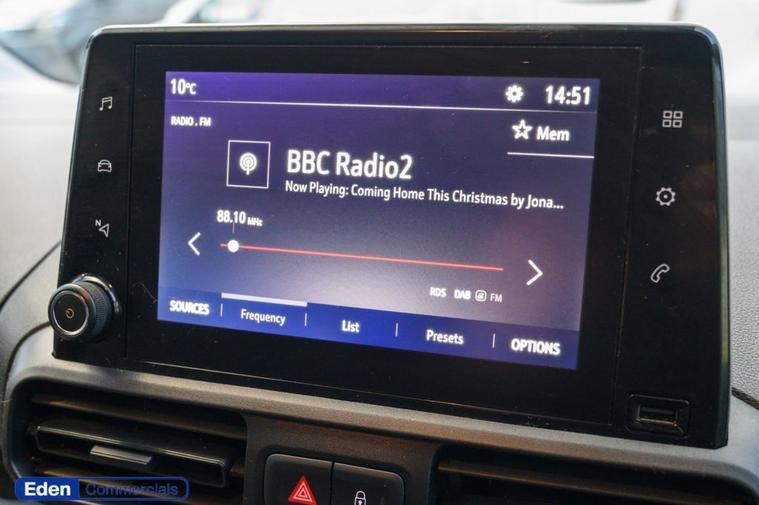 10°C
14:51
RADIO . FM
Mem
BBC Radio2
Now Playing: Coming Home This Christmas by Jona...
88.10 MHz
RDS DAB FM
SOURCES Frequency List Presets OPTIONS
N
Eden Commercials